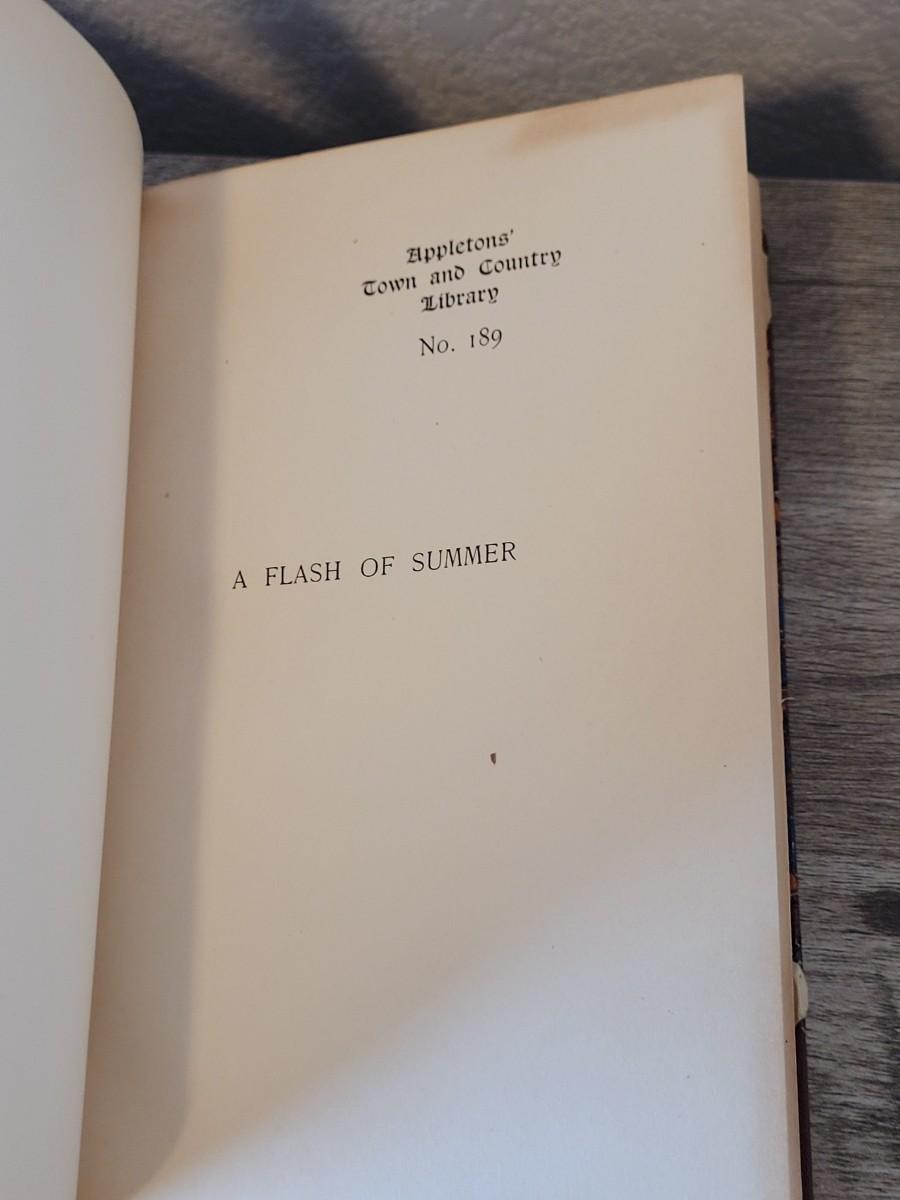 Appletons'
Town and Country
Library
No. 189
A FLASH OF SUMMER